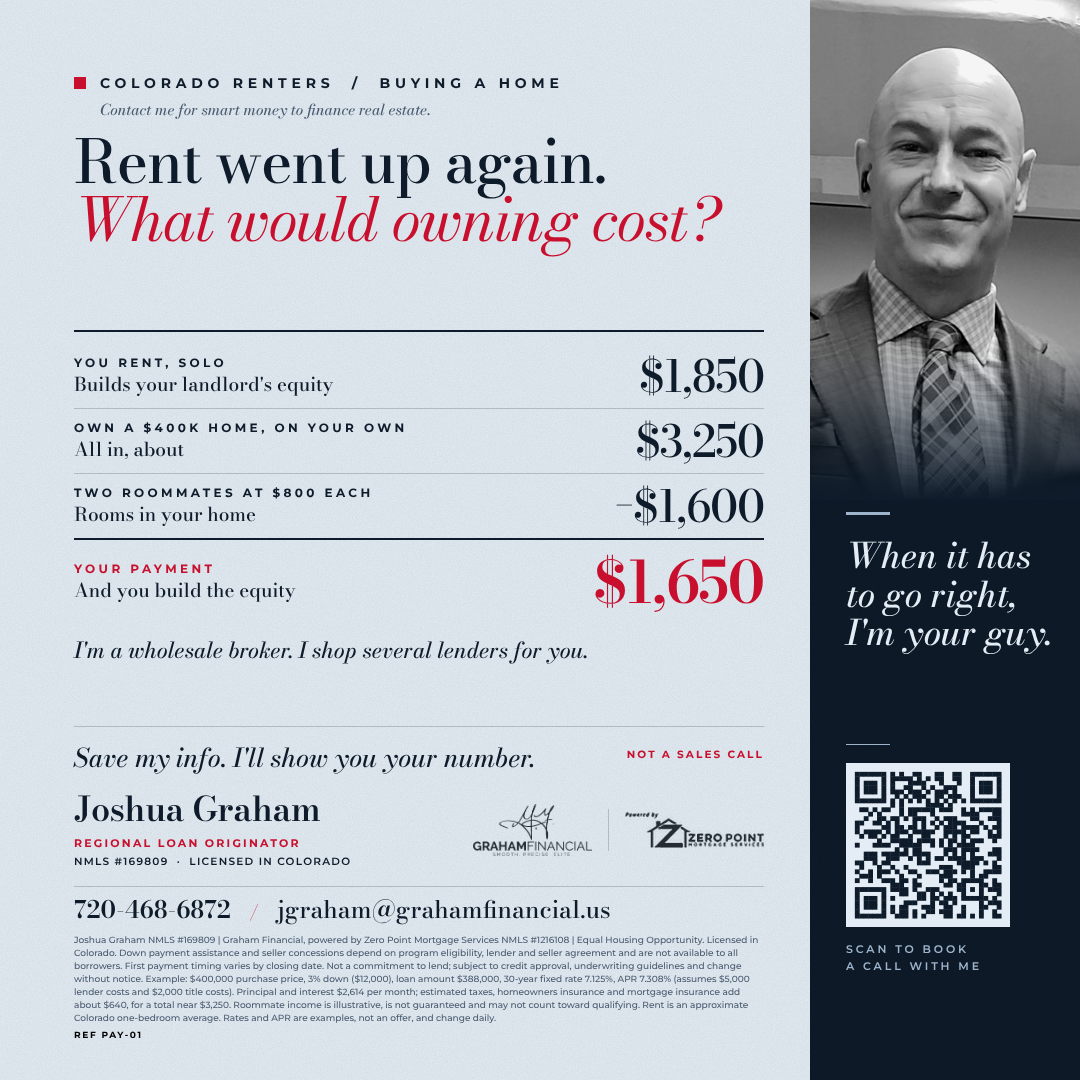 COLORADO RENTERS / BUYING A HOME
Contact me for smart money to finance real estate.
Rent went up again.
What would owning cost?
YOU RENT, SOLO
Builds your landlord's equity
$1,850
OWN A $400K HOME, ON YOUR OWN
All in, about
$3,250
TWO ROOMMATES AT $800 EACH
Rooms in your home
–$1,600
YOUR PAYMENT
And you build the equity
$1,650
I'm a wholesale broker. I shop several lenders for you.
When it has
to go right,
I'm your guy.
Save my info. I'll show you your number.
NOT A SALES CALL
Joshua Graham
REGIONAL LOAN ORIGINATOR
NMLS #169809 · LICENSED IN COLORADO
GRAHAMFINANCIAL
SMOOTH. PRECISE. ELITE.
Powered by
ZERO POINT
MORTGAGE SERVICES
720-468-6872 / jgraham@grahamfinancial.us
Joshua Graham NMLS #169809 | Graham Financial, powered by Zero Point Mortgage Services NMLS #1216108 | Equal Housing Opportunity. Licensed in
Colorado. Down payment assistance and seller concessions depend on program eligibility, lender and seller agreement and are not available to all
borrowers. First payment timing varies by closing date. Not a commitment to lend; subject to credit approval, underwriting guidelines and change
without notice. Example: $400,000 purchase price, 3% down ($12,000), loan amount $388,000, 30-year fixed rate 7.125%, APR 7.308% (assumes $5,000
lender costs and $2,000 title costs). Principal and interest $2,614 per month; estimated taxes, homeowners insurance and mortgage insurance add
about $640, for a total near $3,250. Roommate income is illustrative, is not guaranteed and may not count toward qualifying. Rent is an approximate
Colorado one-bedroom average. Rates and APR are examples, not an offer, and change daily.
REF PAY-01
SCAN TO BOOK
A CALL WITH ME